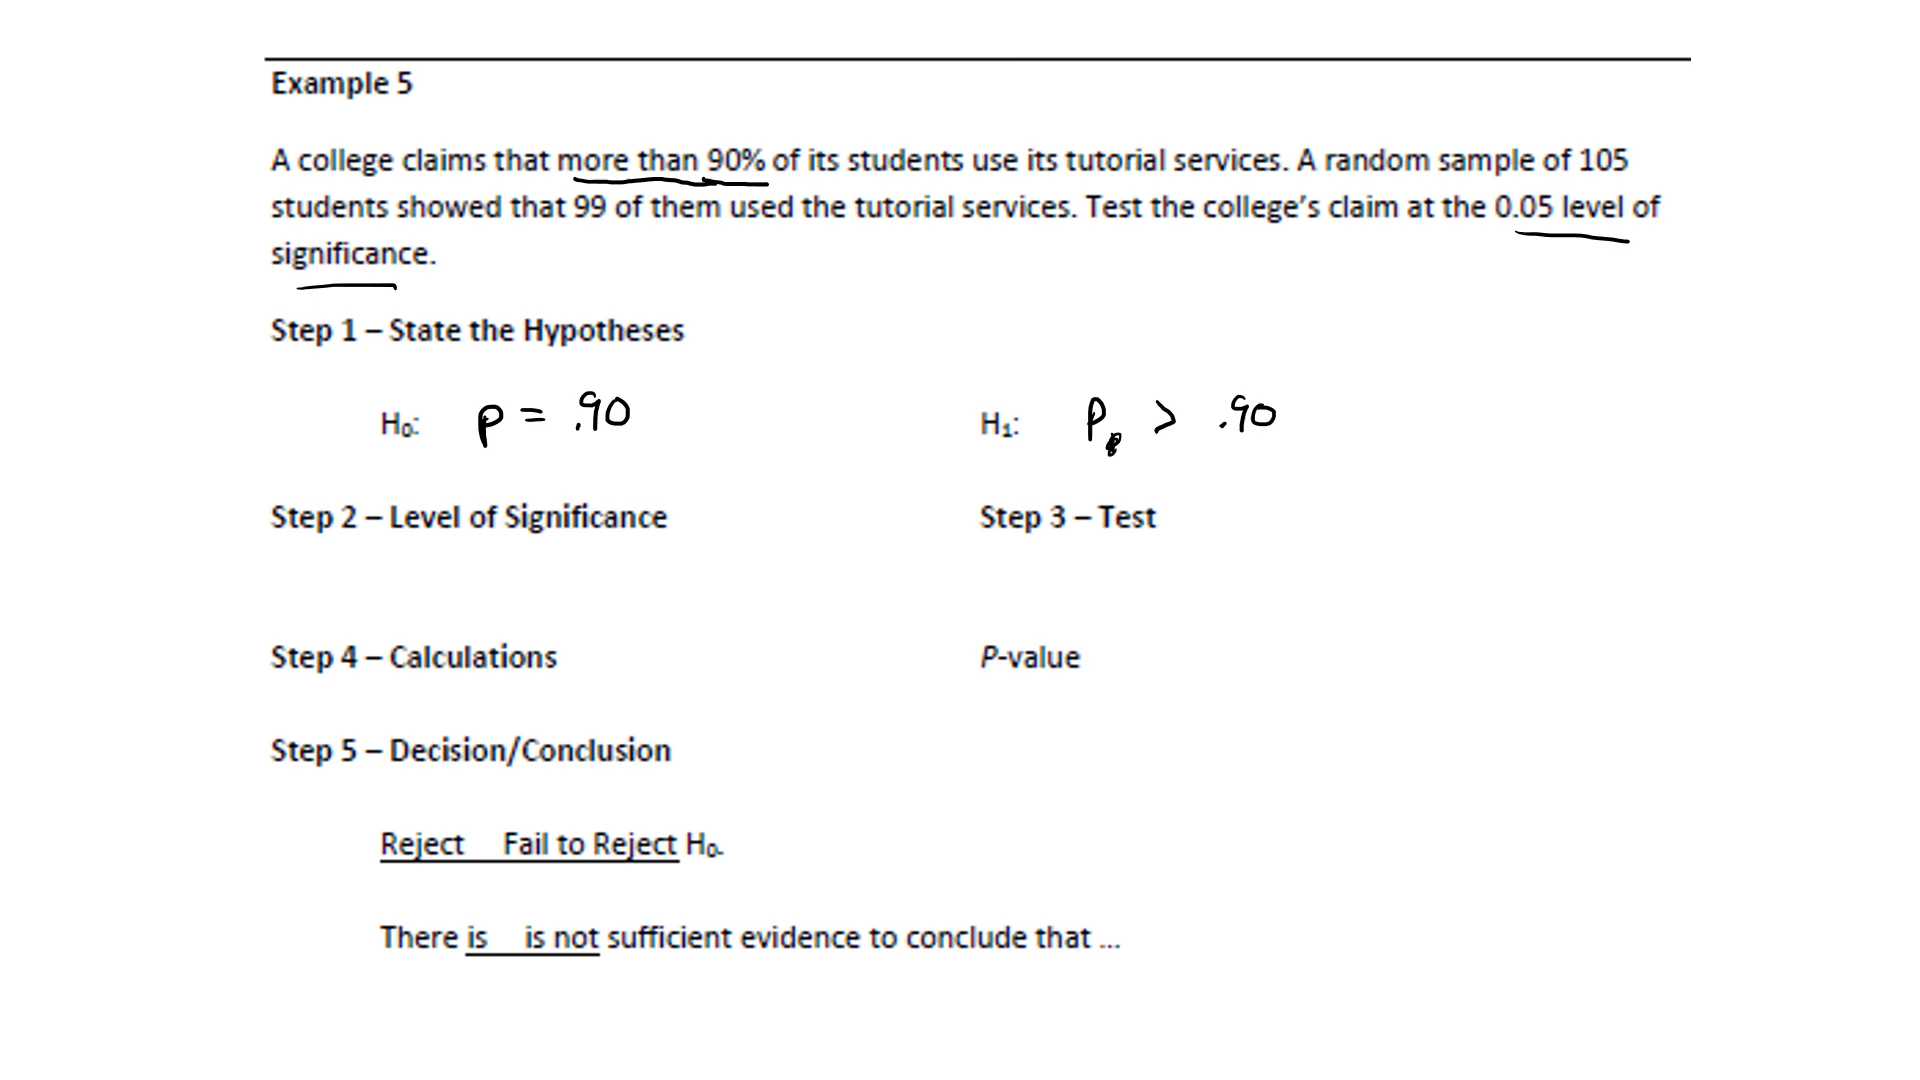 Example 5
A college claims that more than 90% of its students use its tutorial services. A random sample of 105
students showed that 99 of them used the tutorial services. Test the college's claim at the 0.05 level of
significance.
Step 1 – State the Hypotheses
H₀: p = .90 H₁: p > .90
Step 2 – Level of Significance Step 3 – Test
Step 4 – Calculations P-value
Step 5 – Decision/Conclusion
Reject Fail to Reject H₀.
There is is not sufficient evidence to conclude that ...